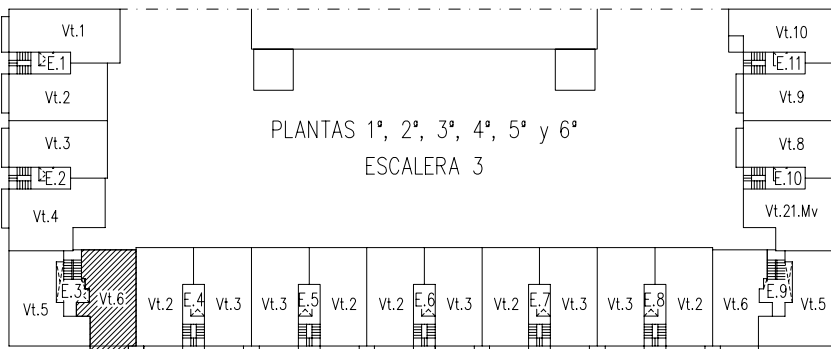 Vt.1
Vt.10
E.1
E.11
Vt.2
Vt.9
PLANTAS 1ª, 2ª, 3ª, 4ª, 5ª y 6ª
Vt.3
Vt.8
ESCALERA 3
E.2
E.10
Vt.4
Vt.21.Mv
E.3
E.9
Vt.5
Vt.6
Vt.2
E.4
Vt.3
Vt.3
E.5
Vt.2
Vt.2
E.6
Vt.3
Vt.2
E.7
Vt.3
Vt.3
E.8
Vt.2
Vt.6
Vt.5